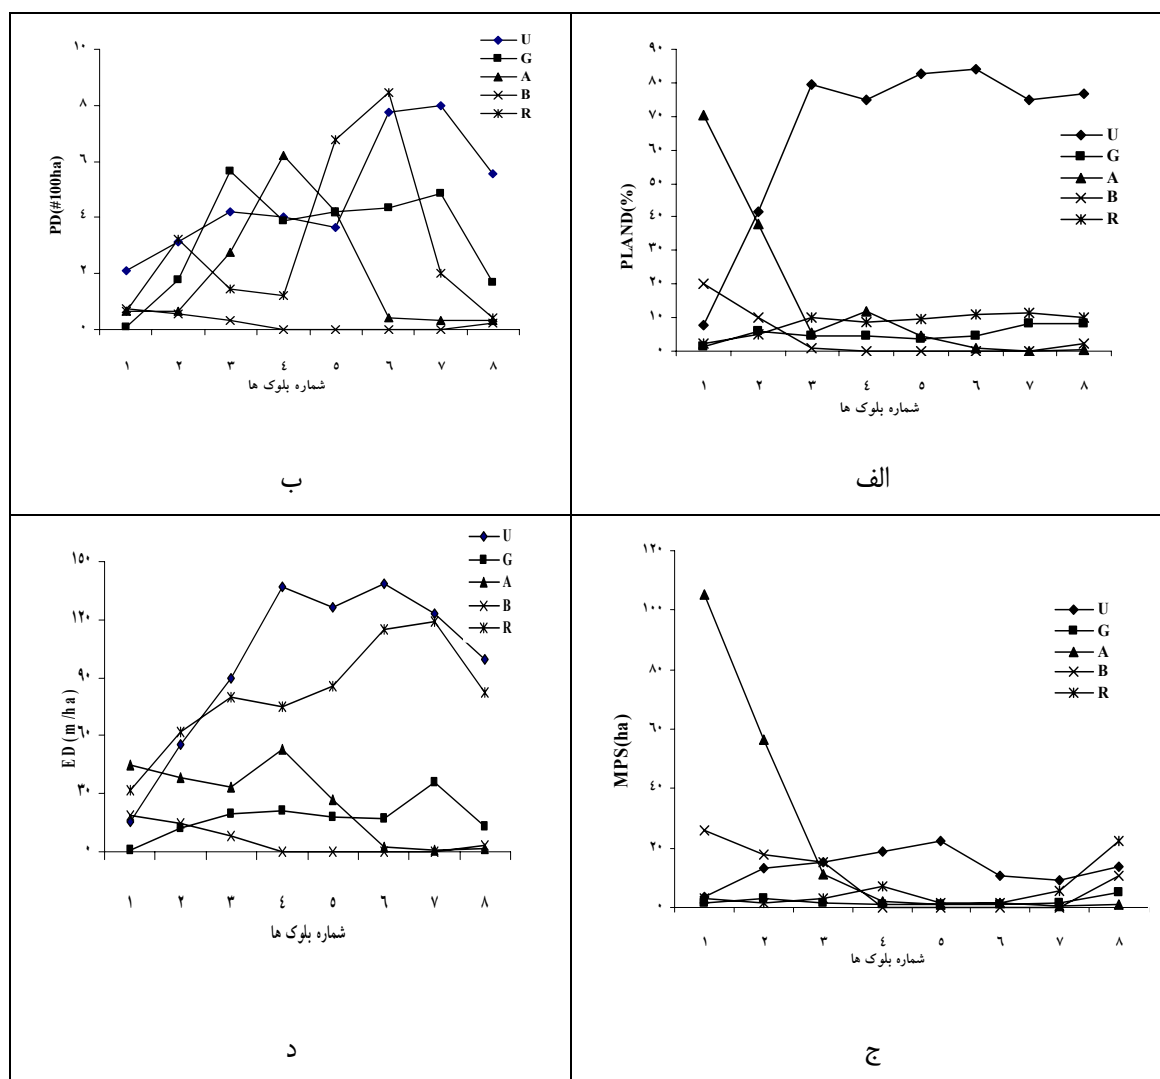 PLAND(%)
٩٠
٨٠
٧٠
٦٠
٥٠
٤٠
٣٠
٢٠
١٠
٠
١ ٢ ٣ ٤ ٥ ٦ ٧ ٨
شماره بلوک ها
U
G
A
B
R
الف
PD(#100ha)
١٠
٨
٦
٤
٢
٠
١ ٢ ٣ ٤ ٥ ٦ ٧ ٨
شماره بلوک ها
U
G
A
B
R
ب
MPS(ha)
١٢٠
١٠٠
٨٠
٦٠
٤٠
٢٠
٠
١ ٢ ٣ ٤ ٥ ٦ ٧ ٨
شماره بلوک ها
U
G
A
B
R
ج
ED(m/ha)
١٥٠
١٢٠
٩٠
٦٠
٣٠
٠
١ ٢ ٣ ٤ ٥ ٦ ٧ ٨
شماره بلوک ها
U
G
A
B
R
د